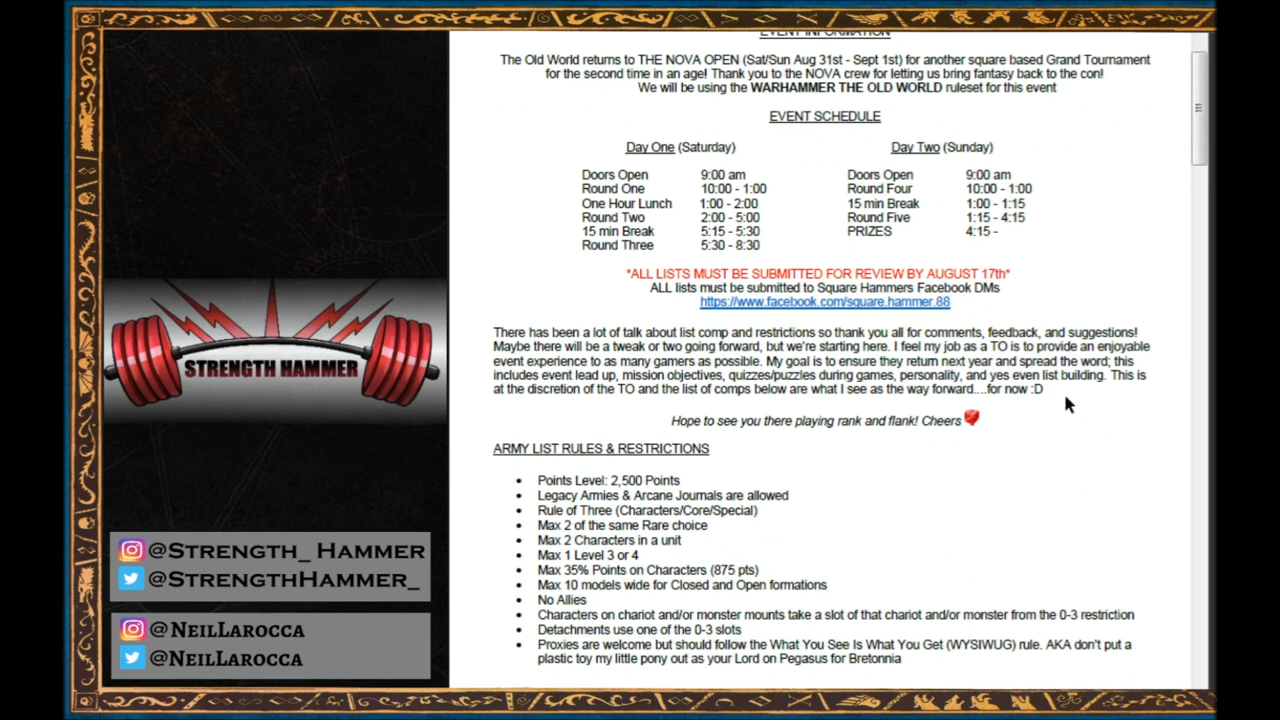 EVENT INFORMATION
The Old World returns to THE NOVA OPEN (Sat/Sun Aug 31st - Sept 1st) for another square based Grand Tournament
for the second time in an age! Thank you to the NOVA crew for letting us bring fantasy back to the con!
We will be using the WARHAMMER THE OLD WORLD ruleset for this event
EVENT SCHEDULE
Day One (Saturday)
Doors Open 9:00 am
Round One 10:00 - 1:00
One Hour Lunch 1:00 - 2:00
Round Two 2:00 - 5:00
15 min Break 5:15 - 5:30
Round Three 5:30 - 8:30
Day Two (Sunday)
Doors Open 9:00 am
Round Four 10:00 - 1:00
15 min Break 1:00 - 1:15
Round Five 1:15 - 4:15
PRIZES 4:15 -
*ALL LISTS MUST BE SUBMITTED FOR REVIEW BY AUGUST 17th*
ALL lists must be submitted to Square Hammers Facebook DMs
https://www.facebook.com/square.hammer.88
There has been a lot of talk about list comp and restrictions so thank you all for comments, feedback, and suggestions!
Maybe there will be a tweak or two going forward, but we're starting here. I feel my job as a TO is to provide an enjoyable
event experience to as many gamers as possible. My goal is to ensure they return next year and spread the word; this
includes event lead up, mission objectives, quizzes/puzzles during games, personality, and yes even list building. This is
at the discretion of the TO and the list of comps below are what I see as the way forward....for now :D
Hope to see you there playing rank and flank! Cheers
ARMY LIST RULES & RESTRICTIONS
• Points Level: 2,500 Points
• Legacy Armies & Arcane Journals are allowed
• Rule of Three (Characters/Core/Special)
• Max 2 of the same Rare choice
• Max 2 Characters in a unit
• Max 1 Level 3 or 4
• Max 35% Points on Characters (875 pts)
• Max 10 models wide for Closed and Open formations
• No Allies
• Characters on chariot and/or monster mounts take a slot of that chariot and/or monster from the 0-3 restriction
• Detachments use one of the 0-3 slots
• Proxies are welcome but should follow the What You See Is What You Get (WYSIWUG) rule. AKA don't put a
plastic toy my little pony out as your Lord on Pegasus for Bretonnia
STRENGTH HAMMER
@Strength_ Hammer
@StrengthHammer_
@NeilLarocca
@NeilLarocca